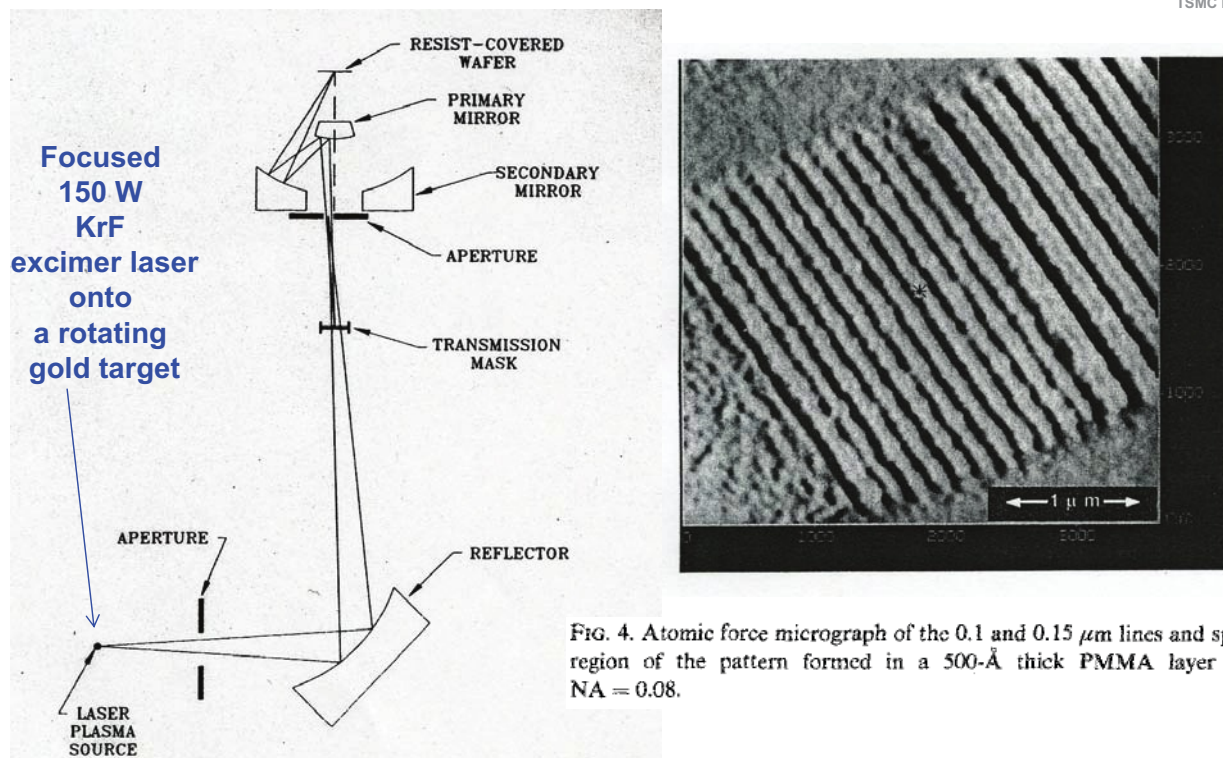 TSMC
RESIST-COVERED
WAFER
PRIMARY
MIRROR
Focused
150 W
KrF
excimer laser
onto
a rotating
gold target
SECONDARY
MIRROR
APERTURE
TRANSMISSION
MASK
APERTURE
REFLECTOR
LASER
PLASMA
SOURCE
3000
2000
1000
1 μ m
0
1000
2000
3000
FIG. 4. Atomic force micrograph of the 0.1 and 0.15 μm lines and
region of the pattern formed in a 500-Å thick PMMA layer
NA = 0.08.